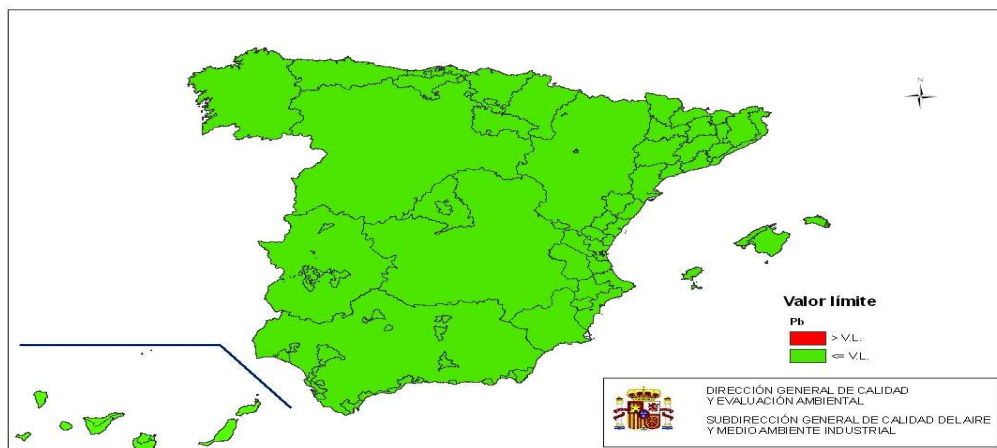 N
Valor límite
Pb
> V.L.
<= V.L.
DIRECCIÓN GENERAL DE CALIDAD
Y EVALUACIÓN AMBIENTAL
SUBDIRECCIÓN GENERAL DE CALIDAD DEL AIRE
Y MEDIO AMBIENTE INDUSTRIAL